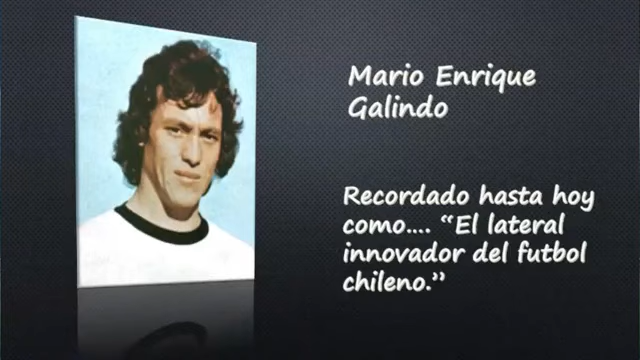 Mario Enrique
Galindo
Recordado hasta hoy
como.... “El lateral
innovador del futbol
chileno.”